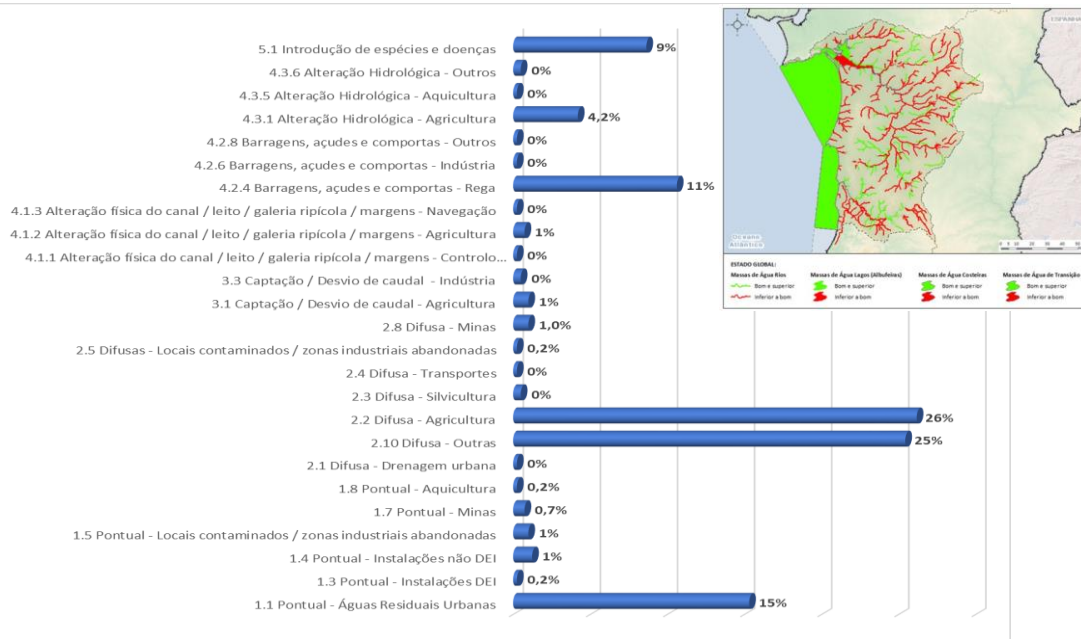 5.1 Introdução de espécies e doenças 9%
4.3.6 Alteração Hidrológica - Outros 0%
4.3.5 Alteração Hidrológica - Aquicultura 0%
4.3.1 Alteração Hidrológica - Agricultura 4,2%
4.2.8 Barragens, açudes e comportas - Outros 0%
4.2.6 Barragens, açudes e comportas - Indústria 0%
4.2.4 Barragens, açudes e comportas - Rega 11%
4.1.3 Alteração física do canal / leito / galeria ripícola / margens - Navegação 0%
4.1.2 Alteração física do canal / leito / galeria ripícola / margens - Agricultura 1%
4.1.1 Alteração física do canal / leito / galeria ripícola / margens - Controlo... 0%
3.3 Captação / Desvio de caudal - Indústria 0%
3.1 Captação / Desvio de caudal - Agricultura 1%
2.8 Difusa - Minas 1,0%
2.5 Difusas - Locais contaminados / zonas industriais abandonadas 0,2%
2.4 Difusa - Transportes 0%
2.3 Difusa - Silvicultura 0%
2.2 Difusa - Agricultura 26%
2.10 Difusa - Outras 25%
2.1 Difusa - Drenagem urbana 0%
1.8 Pontual - Aquicultura 0,2%
1.7 Pontual - Minas 0,7%
1.5 Pontual - Locais contaminados / zonas industriais abandonadas 1%
1.4 Pontual - Instalações não DEI 1%
1.3 Pontual - Instalações DEI 0,2%
1.1 Pontual - Águas Residuais Urbanas 15%
Oceano
Atlântico
ESTADO GLOBAL:
Massas de Água Rios Massas de Água Lagos (Albufeiras) Massas de Água Costeiras Massas de Água de Transição
Bom e superior Bom e superior Bom e superior Bom e superior
Inferior a bom Inferior a bom Inferior a bom Inferior a bom